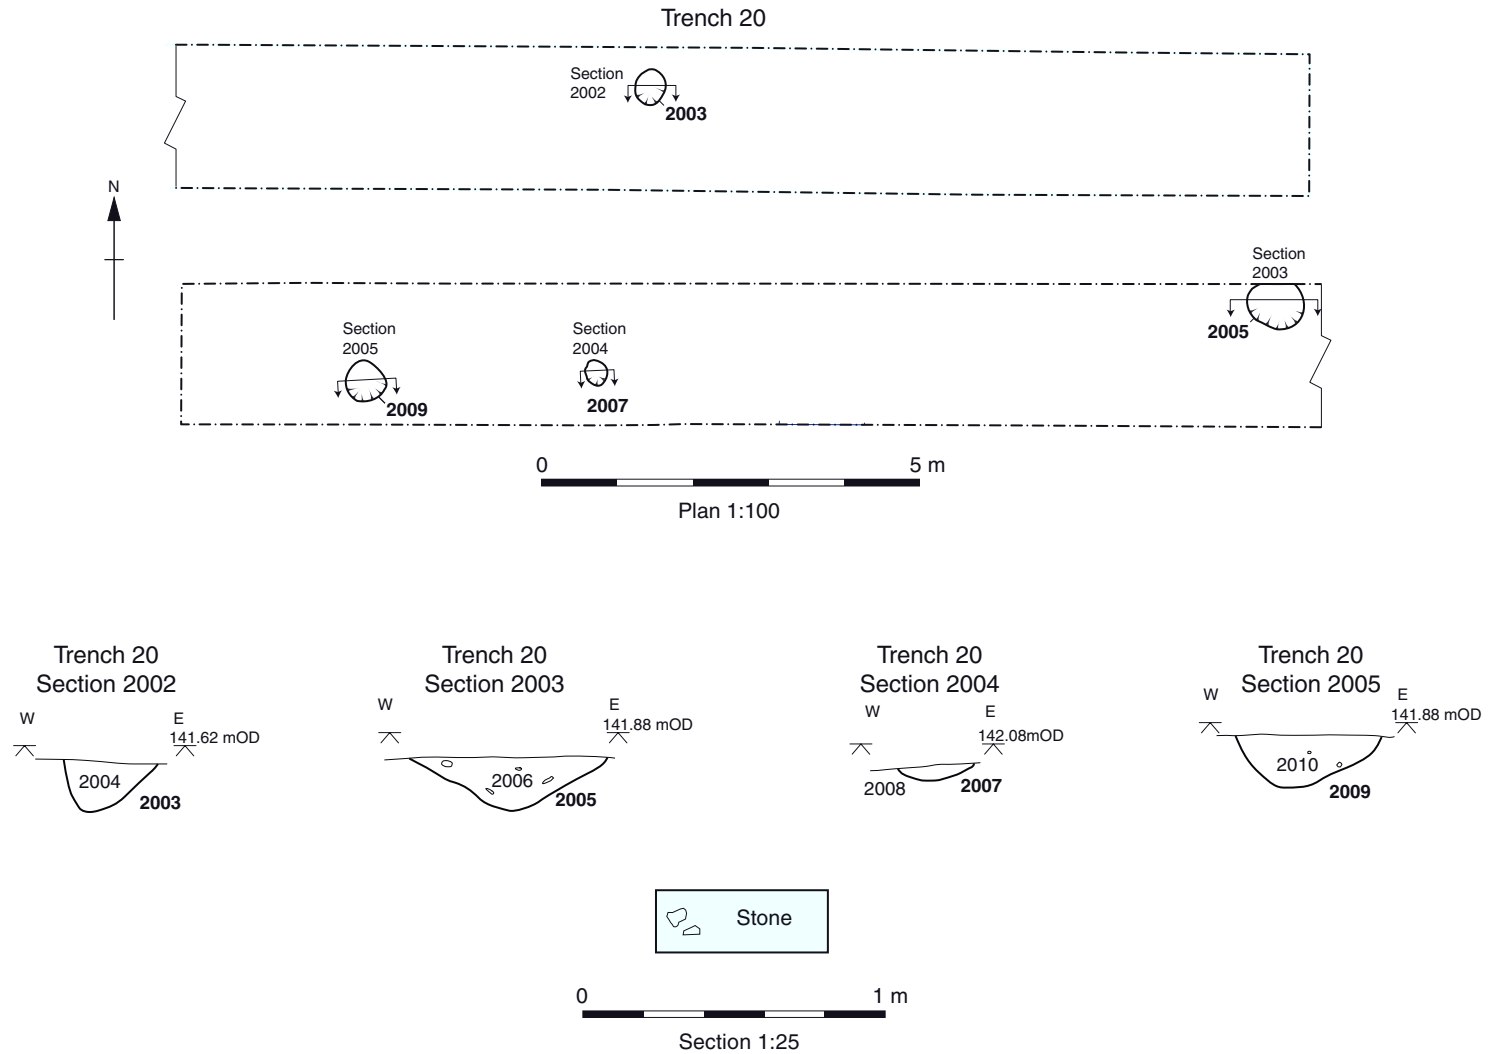 Trench 20
Section
2002
2003
N
Section
2003
2005
Section
2005
2009
Section
2004
2007
0 5 m
Plan 1:100
Trench 20
Section 2002
W E
141.62 mOD
2004
2003
Trench 20
Section 2003
W E
141.88 mOD
2006
2005
Trench 20
Section 2004
W E
142.08mOD
2008
2007
Trench 20
Section 2005
W E
141.88 mOD
2010
2009
Stone
0 1 m
Section 1:25